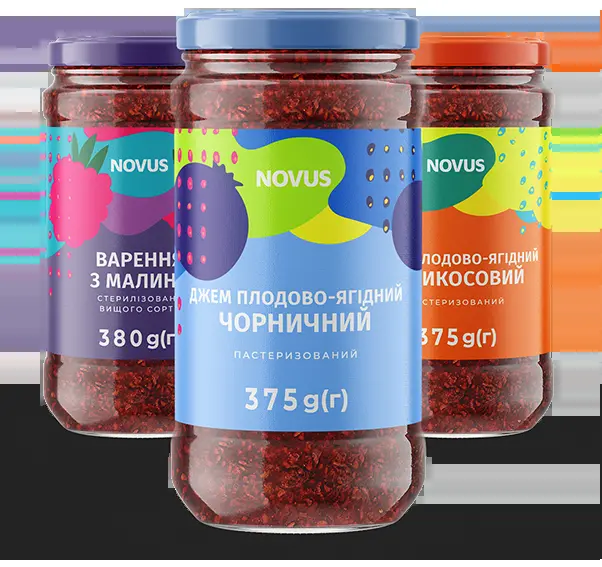 NOVUS
ВАРЕННЯ
З МАЛИН
СТЕРИЛІЗОВАН
ВИЩОГО СОРТ
380g(г)
NOVUS
ДЖЕМ ПЛОДОВО-ЯГІДНИЙ
ЧОРНИЧНИЙ
ПАСТЕРИЗОВАНИЙ
375g(г)
NOVUS
ЛОДОВО-ЯГІДНИЙ
ИКОСОВИЙ
СТЕРИЗОВАНИЙ
375g(г)